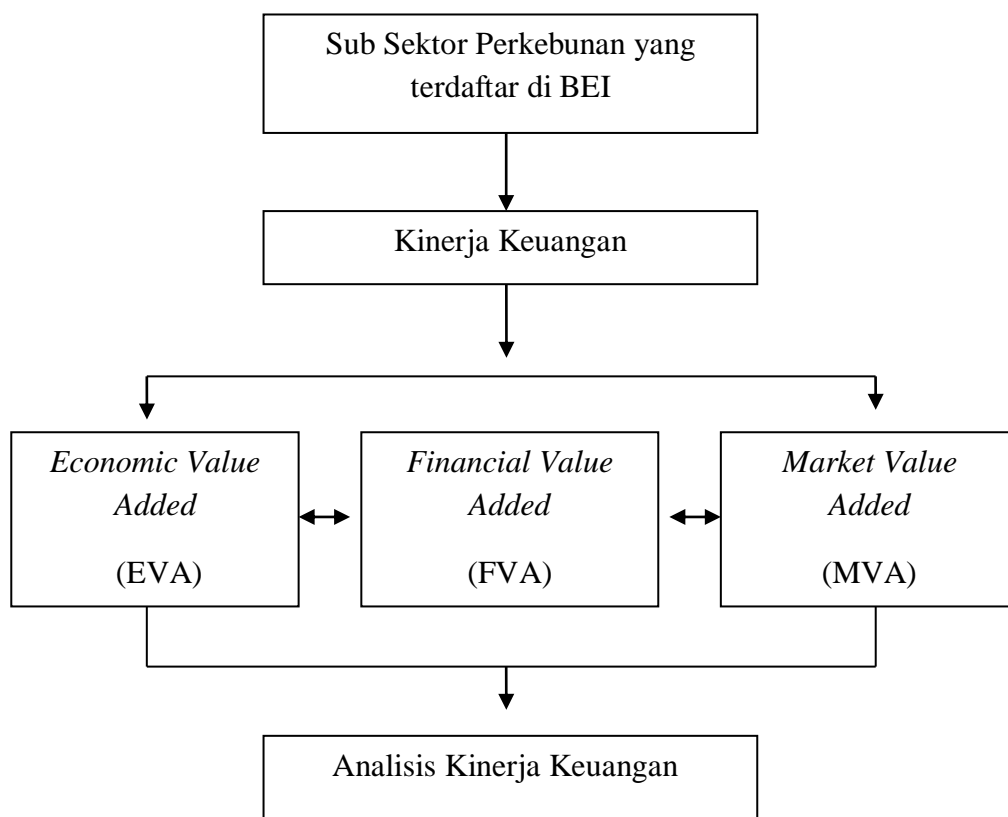 Sub Sektor Perkebunan yang
terdaftar di BEI
Kinerja Keuangan
Economic Value
Added
(EVA)
Financial Value
Added
(FVA)
Market Value
Added
(MVA)
Analisis Kinerja Keuangan